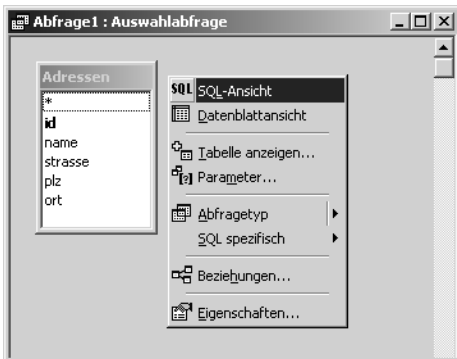 Abfrage1 : Auswahlabfrage
Adressen
*
id
name
strasse
plz
ort
SQL SQL-Ansicht
Datenblattansicht
Tabelle anzeigen...
[?] Parameter...
Abfragetyp
SQL spezifisch
Beziehungen...
Eigenschaften...